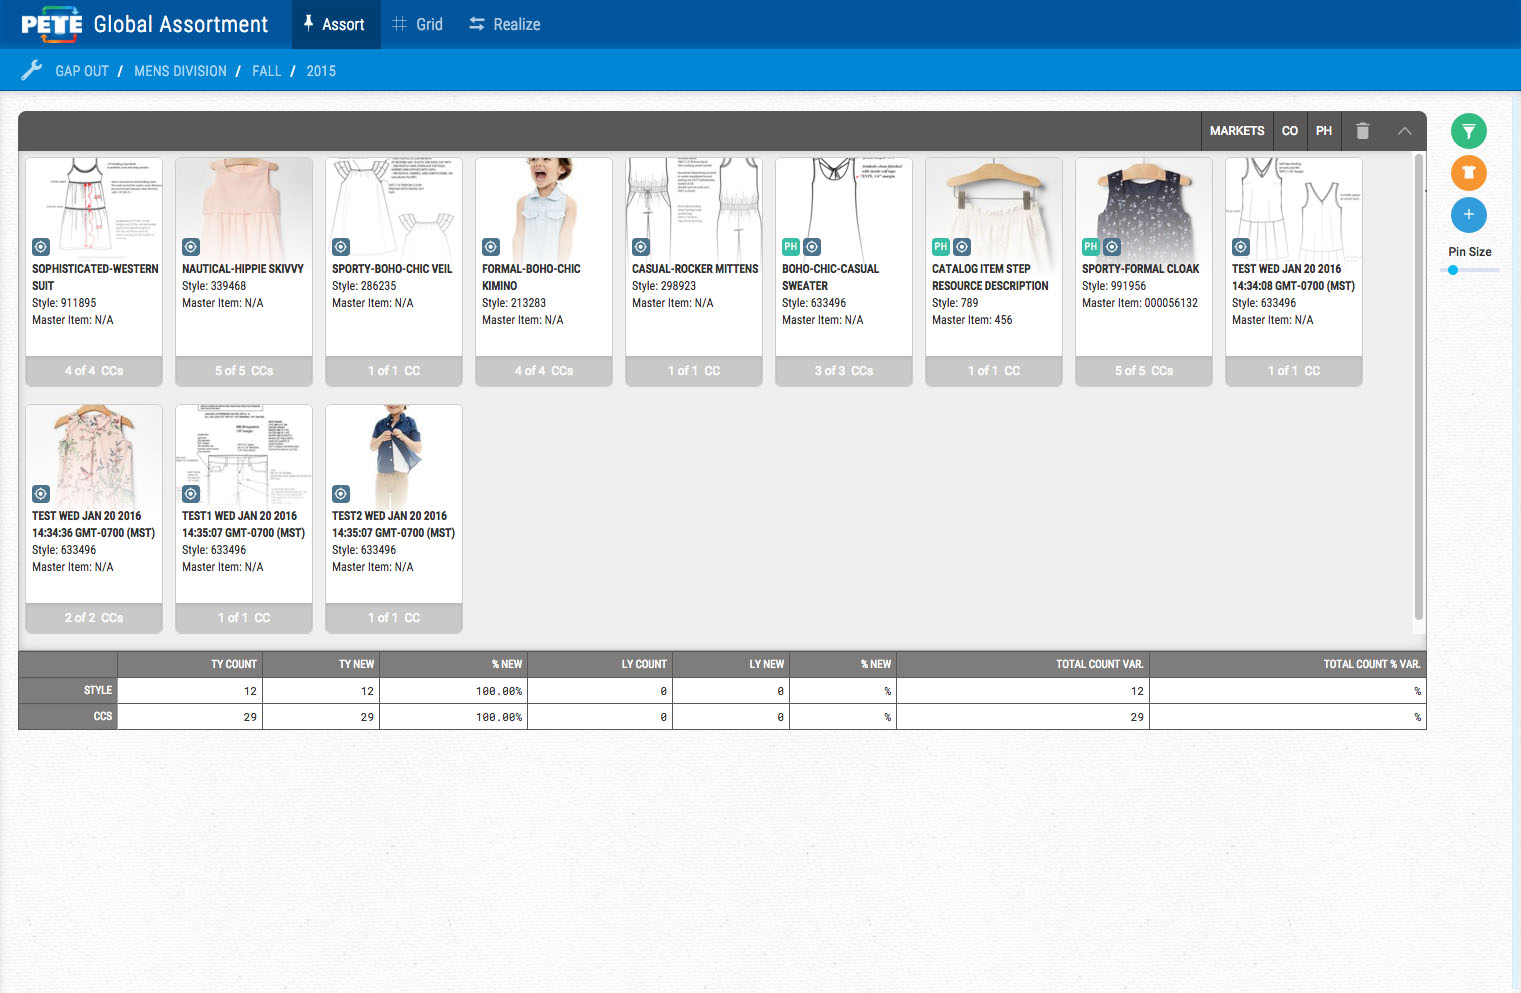 PETE Global Assortment Assort Grid Realize
GAP OUT / MENS DIVISION / FALL / 2015
MARKETS CO PH
Pin Size
SOPHISTICATED-WESTERN
SUIT
Style: 911895
Master Item: N/A
4 of 4 CCs
NAUTICAL-HIPPIE SKIVVY
Style: 339468
Master Item: N/A
5 of 5 CCs
SPORTY-BOHO-CHIC VEIL
Style: 286235
Master Item: N/A
1 of 1 CC
FORMAL-BOHO-CHIC
KIMINO
Style: 213283
Master Item: N/A
4 of 4 CCs
CASUAL-ROCKER MITTENS
Style: 298923
Master Item: N/A
1 of 1 CC
PH
BOHO-CHIC-CASUAL
SWEATER
Style: 633496
Master Item: N/A
3 of 3 CCs
PH
CATALOG ITEM STEP
RESOURCE DESCRIPTION
Style: 789
Master Item: 456
1 of 1 CC
PH
SPORTY-FORMAL CLOAK
Style: 991956
Master Item: 000056132
5 of 5 CCs
TEST WED JAN 20 2016
14:34:08 GMT-0700 (MST)
Style: 633496
Master Item: N/A
1 of 1 CC
TEST WED JAN 20 2016
14:34:36 GMT-0700 (MST)
Style: 633496
Master Item: N/A
2 of 2 CCs
TEST1 WED JAN 20 2016
14:35:07 GMT-0700 (MST)
Style: 633496
Master Item: N/A
1 of 1 CC
TEST2 WED JAN 20 2016
14:35:07 GMT-0700 (MST)
Style: 633496
Master Item: N/A
1 of 1 CC
TY COUNT TY NEW % NEW LY COUNT LY NEW % NEW TOTAL COUNT VAR. TOTAL COUNT % VAR.
STYLE 12 12 100.00% 0 0 % 12 %
CCS 29 29 100.00% 0 0 % 29 %